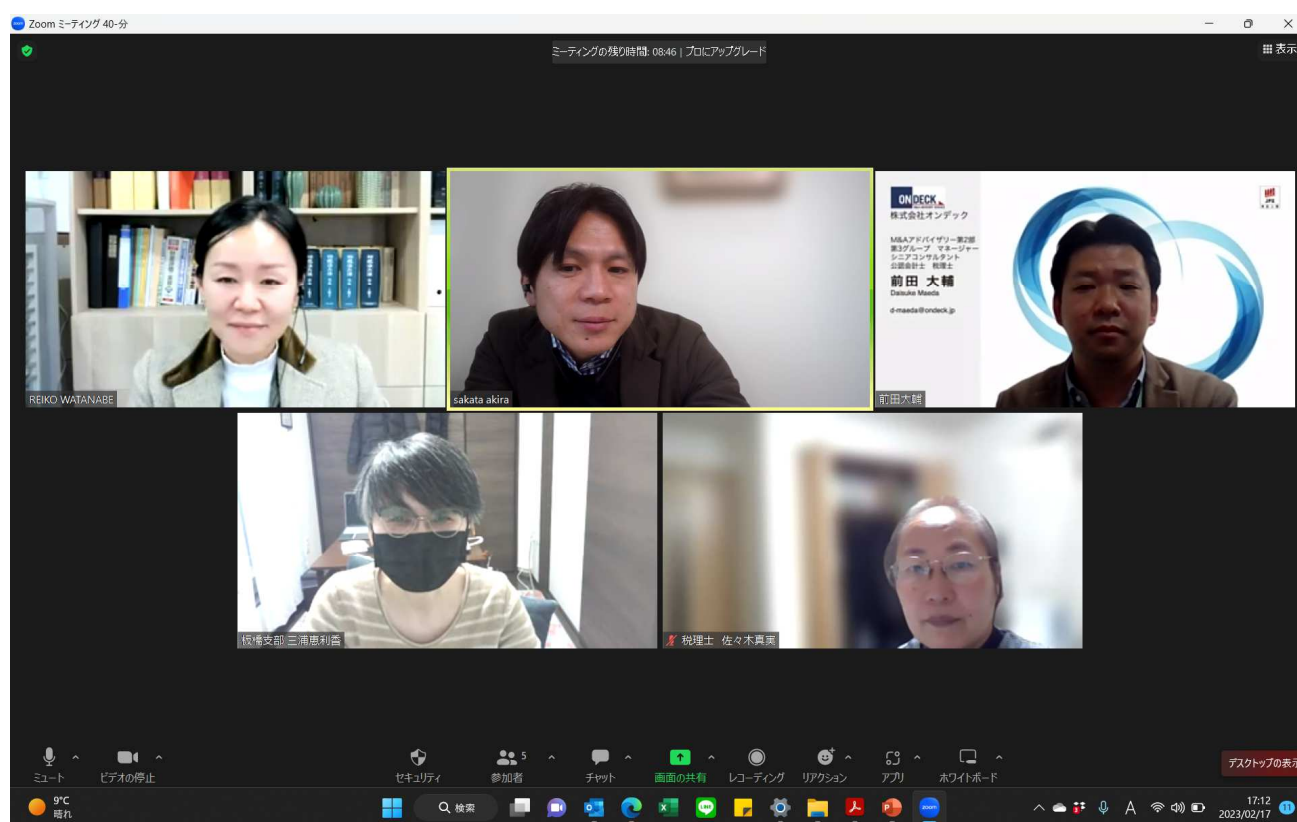 Zoom ミーティング 40-分
ミーティングの残り時間: 08:46 | プロにアップグレード
表示
REIKO WATANABE
sakata akira
ONDECK
株式会社オンデック
M&Aアドバイザリー第2部
第3グループ マネージャー
シニアコンサルタント
公認会計士 税理士
前田 大輔
Daisuke Maeda
d-maeda@ondeck.jp
前田大輔
板橋支部 三浦恵利香
税理士 佐々木真実
ミュート
ビデオの停止
セキュリティ
5
参加者
チャット
画面の共有
レコーディング
リアクション
アプリ
ホワイトボード
デスクトップの表示
9°C
晴れ
検索
A
17:12
2023/02/17
11